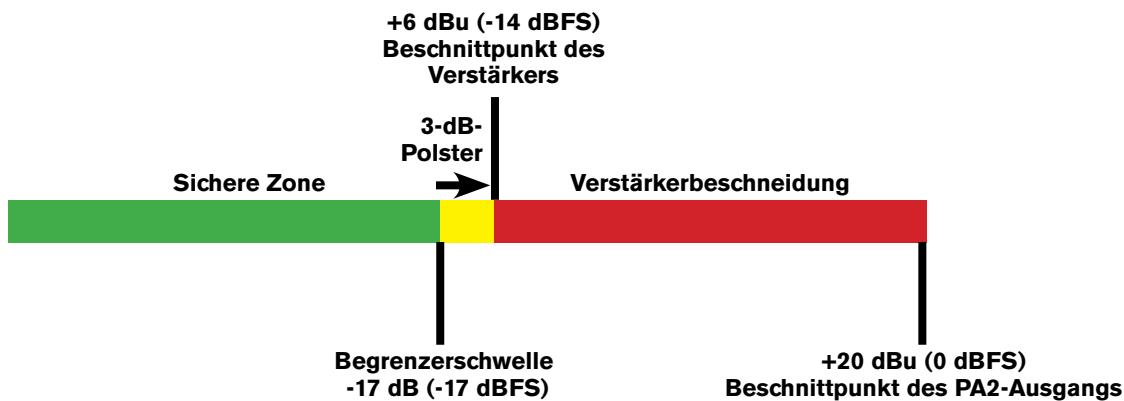 +6 dBu (-14 dBFS)
Beschnittpunkt des
Verstärkers
3-dB-
Polster
Sichere Zone
Verstärkerbeschneidung
Begrenzerschwelle
-17 dB (-17 dBFS)
+20 dBu (0 dBFS)
Beschnittpunkt des PA2-Ausgangs